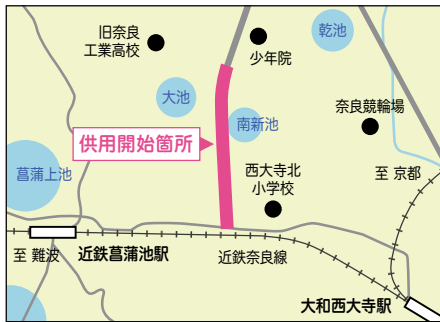 旧奈良
工業高校
少年院
乾池
大池
南新池
奈良競輪場
供用開始箇所
菖蒲上池
西大寺北
小学校
至 京都
至 難波
近鉄菖蒲池駅
近鉄奈良線
大和西大寺駅